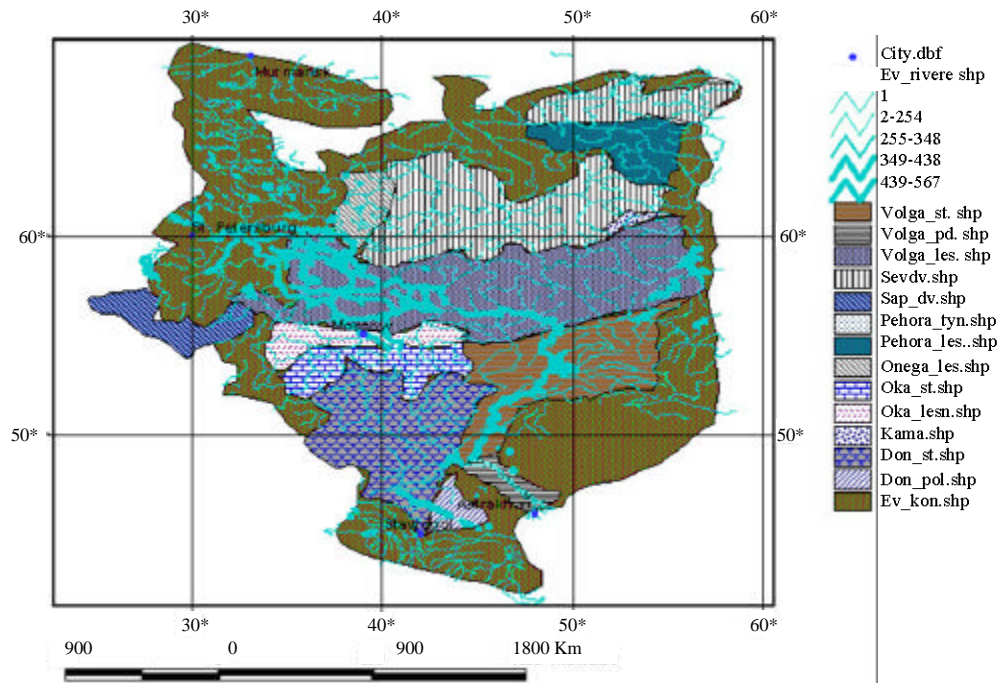 30* 40* 50* 60*
City.dbf
Ev_rivere shp
1
2-254
255-348
349-438
439-567
Volga_st. shp
Volga_pd. shp
Volga_les. shp
Sevdv.shp
Sap_dv.shp
Pehora_tyn.shp
Pehora_les..shp
Onega_les.shp
Oka_st.shp
Oka_lesn.shp
Kama.shp
Don_st.shp
Don_pol.shp
Ev_kon.shp
Murmansk
St. Petersburg
60* 60*
50* 50*
30* 40* 50* 60*
900 0 900 1800 Km